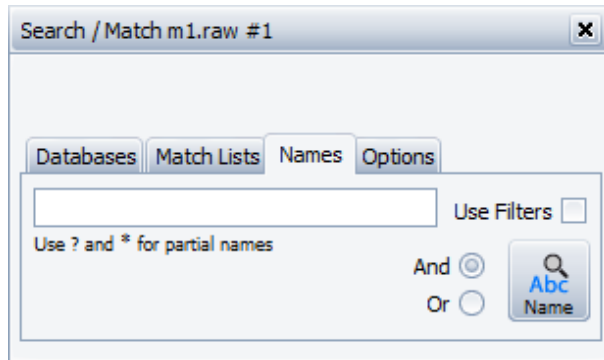 Search / Match m1.raw #1
Databases Match Lists Names Options
Use Filters
Use ? and * for partial names
And
Or
Abc
Name